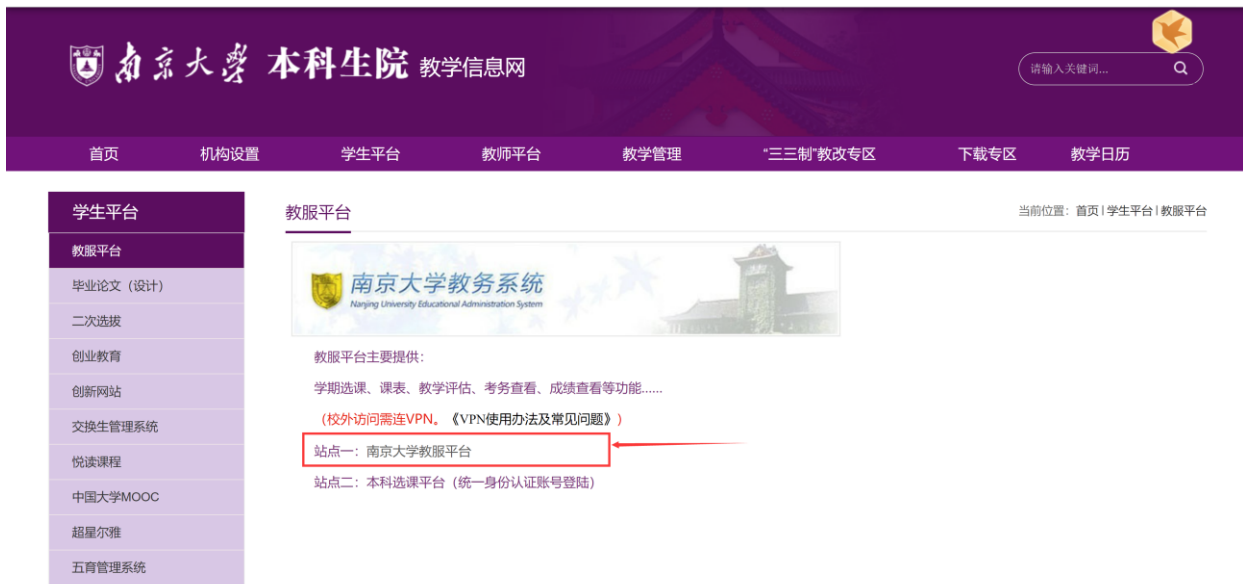 南京大学 本科生院 教学信息网
请输入关键词...
首页 机构设置 学生平台 教师平台 教学管理 “三三制”教改专区 下载专区 教学日历
学生平台
教服平台
毕业论文（设计）
二次选拔
创业教育
创新网站
交换生管理系统
悦读课程
中国大学MOOC
超星尔雅
五育管理系统
教服平台
当前位置：首页 | 学生平台 | 教服平台
南京大学教务系统
Nanjing University Educational Administration System
教服平台主要提供：
学期选课、课表、教学评估、考务查看、成绩查看等功能......
（校外访问需连VPN。《VPN使用办法及常见问题》）
站点一：南京大学教服平台
站点二：本科选课平台（统一身份认证账号登陆）